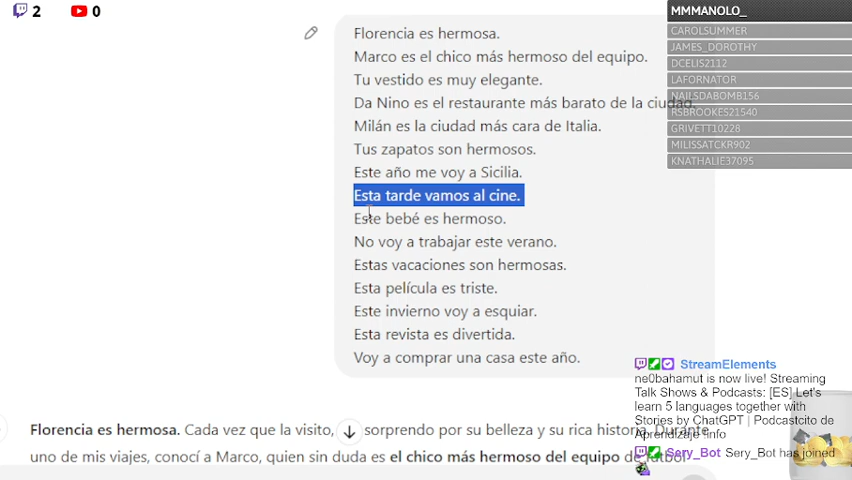 2 0
Florencia es hermosa.
Marco es el chico más hermoso del equipo.
Tu vestido es muy elegante.
Da Nino es el restaurante más barato de la ciudad
Milán es la ciudad más cara de Italia.
Tus zapatos son hermosos.
Este año me voy a Sicilia.
Esta tarde vamos al cine.
Este bebé es hermoso.
No voy a trabajar este verano.
Estas vacaciones son hermosas.
Esta película es triste.
Este invierno voy a esquiar.
Esta revista es divertida.
Voy a comprar una casa este año.
Florencia es hermosa. Cada vez que la visito, sorprendo por su belleza y su rica historia. Durante
uno de mis viajes, conocí a Marco, quien sin duda es el chico más hermoso del equipo de fútbol
MMMANOLO_
CAROLSUMMER
JAMES_DOROTHY
DCELIS2112
LAFORNATOR
NAILSDABOMB156
RSBROOKES21540
GRIVETT10228
MILISSATCKR902
KNATHALIE37095
StreamElements
ne0bahamut is now live! Streaming
Talk Shows & Podcasts: [ES] Let's
learn 5 languages together with
Stories by ChatGPT | Podcastcito de
Aprendizaje !info
Sery_Bot Sery_Bot has joined